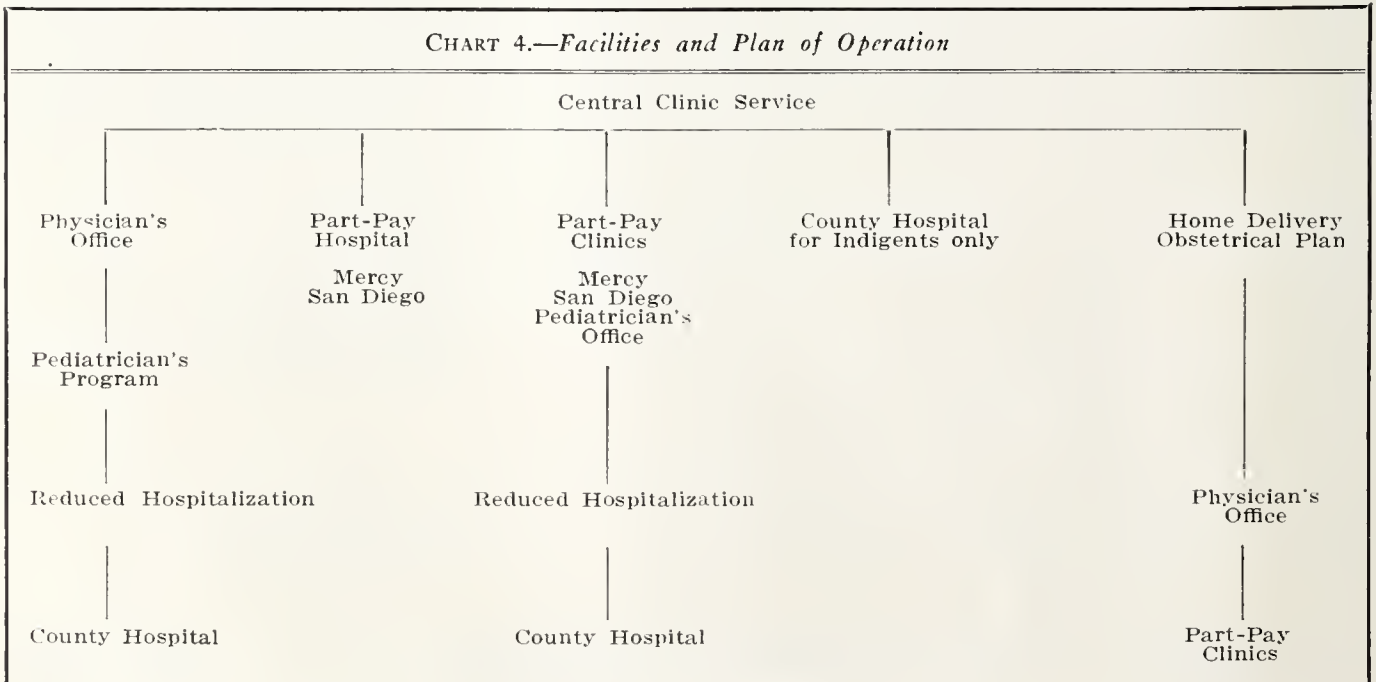 CHART 4.—Facilities and Plan of Operation
Central Clinic Service
Physician's
Office
Pediatrician's
Program
Reduced Hospitalization
County Hospital
Part-Pay
Hospital
Mercy
San Diego
Part-Pay
Clinics
Mercy
San Diego
Pediatrician's
Office
Reduced Hospitalization
County Hospital
County Hospital
for Indigents only
Home Delivery
Obstetrical Plan
Physician's
Office
Part-Pay
Clinics